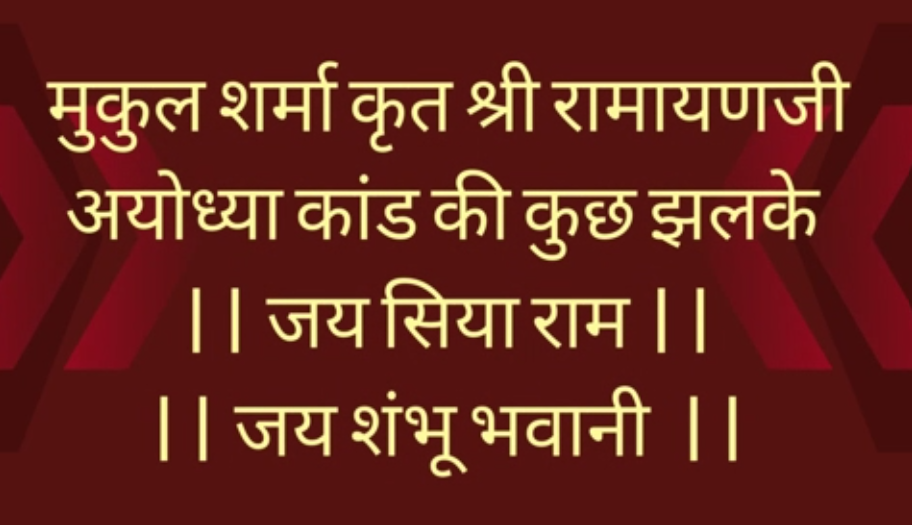 मुकुल शर्मा कृत श्री रामायणजी
अयोध्या कांड की कुछ झलके
|| जय सिया राम ||
|| जय शंभू भवानी ||